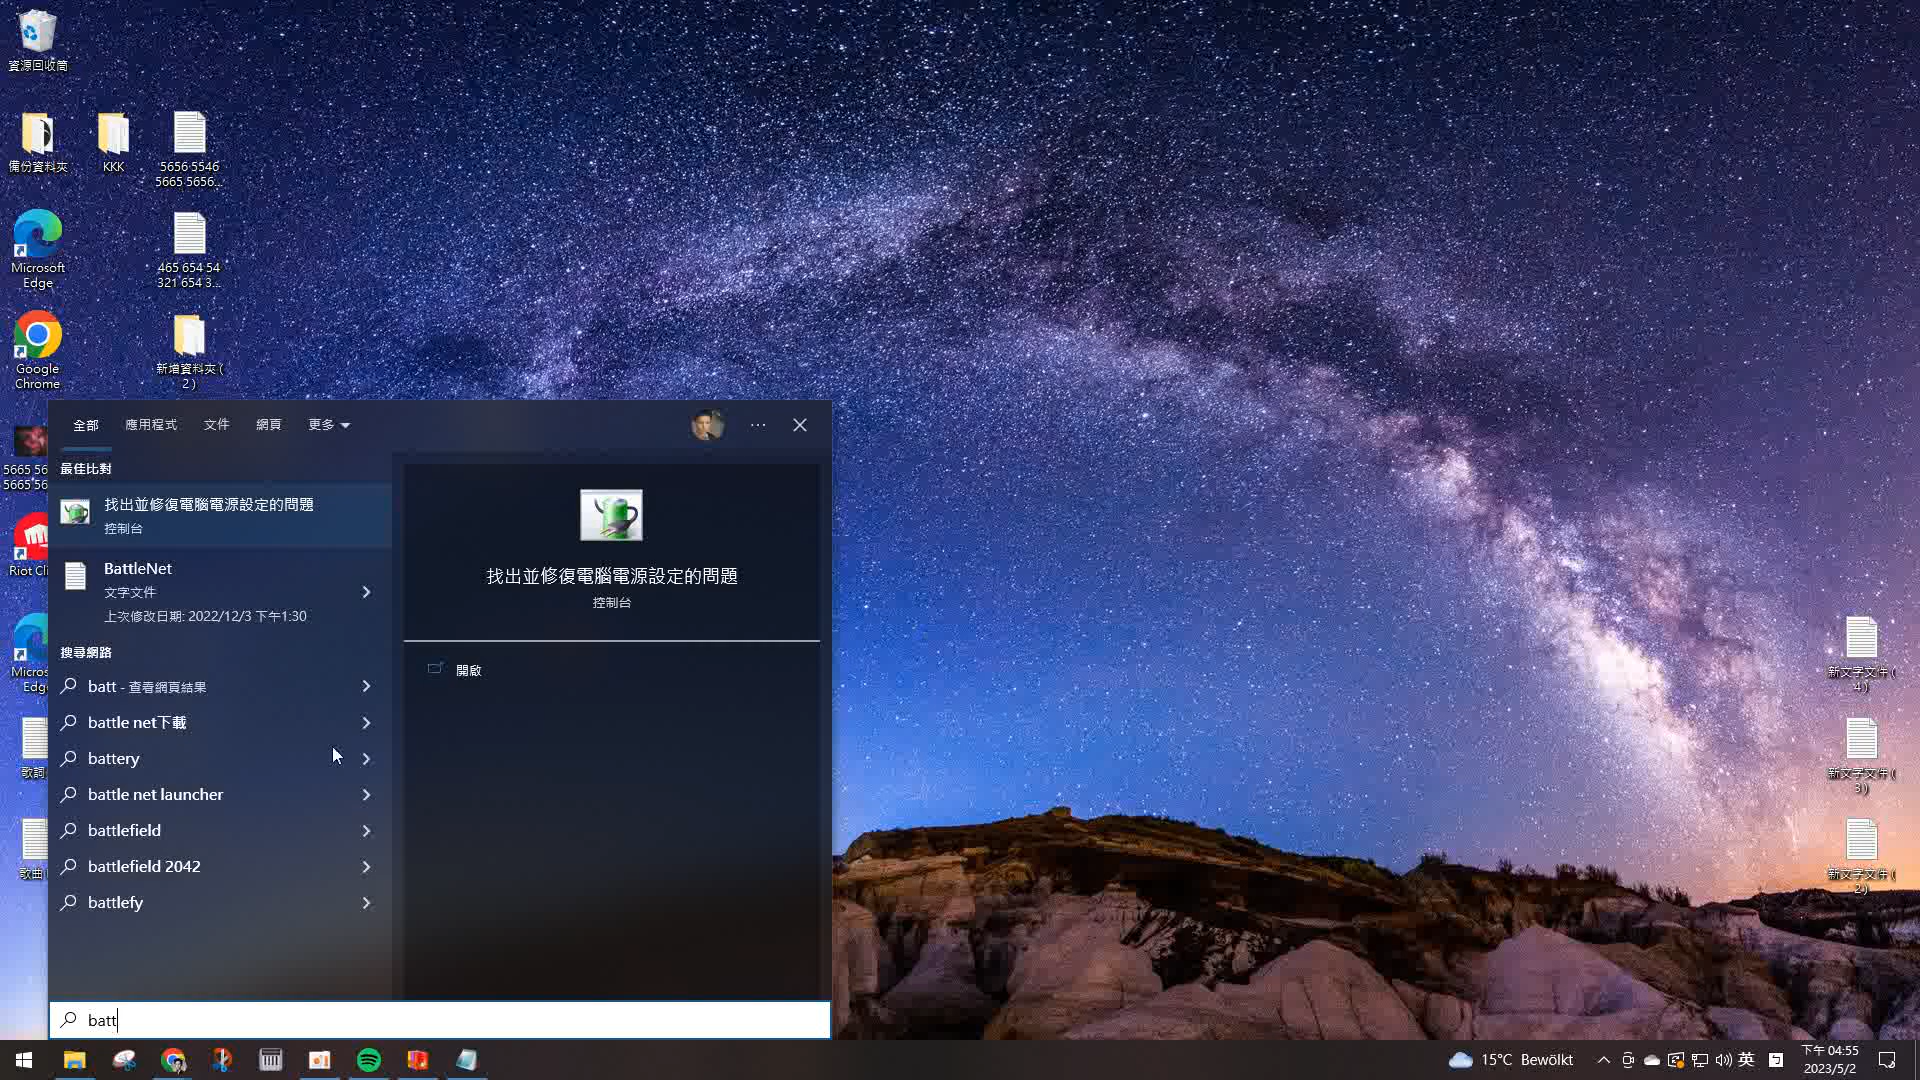 資源回收筒
備份資料夾
KKK
5656 5546
5665 5656...
Microsoft
Edge
465 654 54
321 654 3...
Google
Chrome
新增資料夾 (
2)
5665 56
5665 56
Riot Cli
Micros
Edg
歌詞
歌曲
全部
應用程式
文件
網頁
更多
最佳比對
找出並修復電腦電源設定的問題
控制台
BattleNet
文字文件
上次修改日期: 2022/12/3 下午1:30
搜尋網路
batt - 查看網頁結果
battle net下載
battery
battle net launcher
battlefield
battlefield 2042
battlefy
找出並修復電腦電源設定的問題
控制台
開啟
batt
新文字文件 (
4)
新文字文件 (
3)
新文字文件 (
2)
15°C Bewölkt
英
ㄅ
下午 04:55
2023/5/2